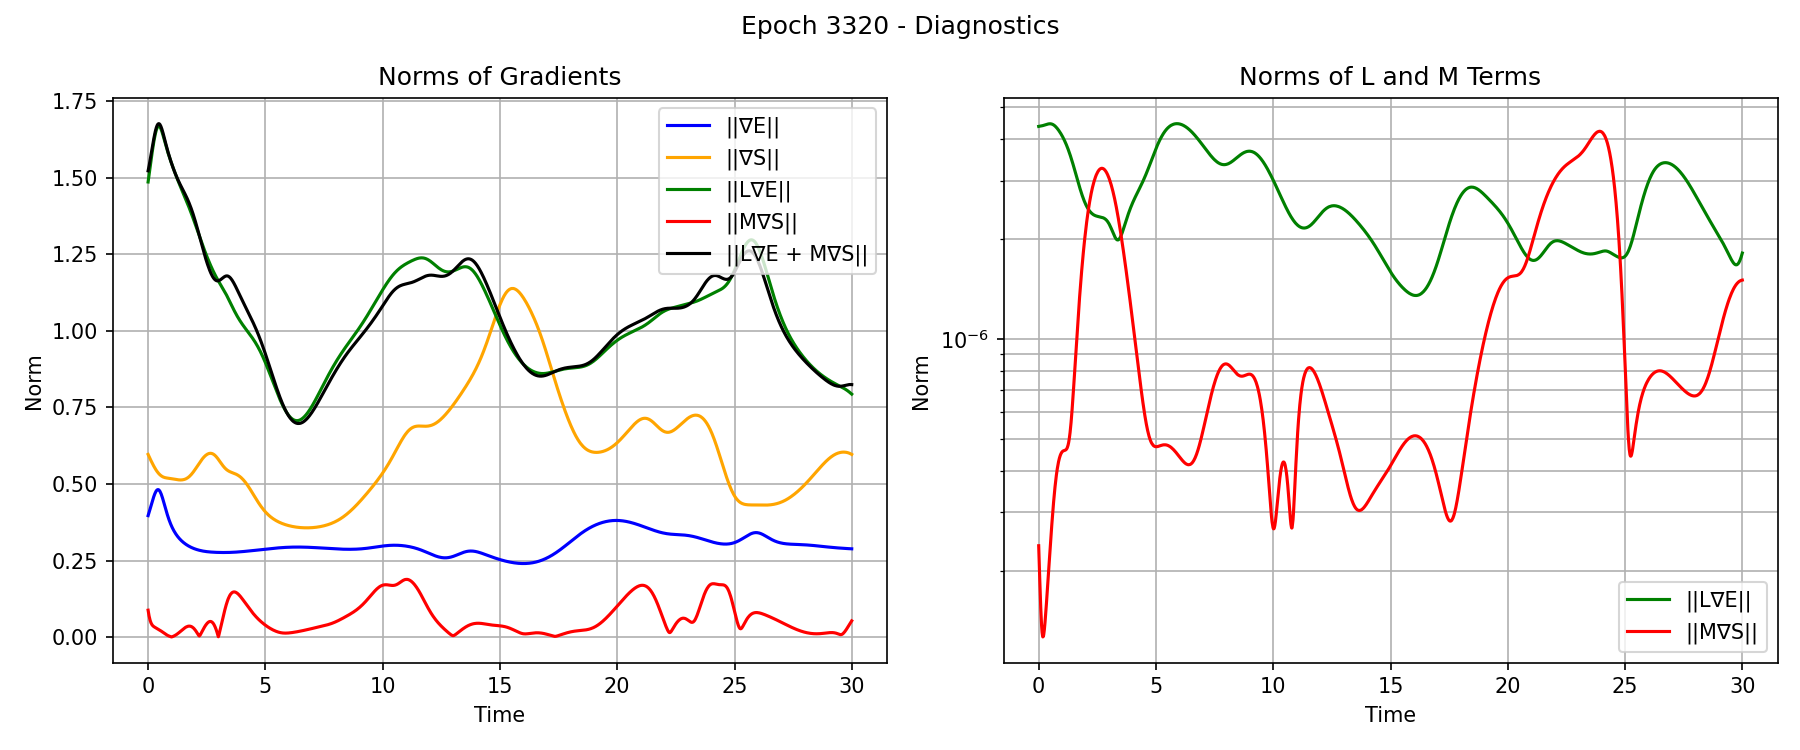 Epoch 3320 - Diagnostics
Norms of Gradients
1.75
1.50
1.25
1.00
0.75
0.50
0.25
0.00
Norm
||∇E||
||∇S||
||L∇E||
||M∇S||
||L∇E + M∇S||
0 5 10 15 20 25 30
Time
Norms of L and M Terms
10⁻⁶
Norm
||L∇E||
||M∇S||
0 5 10 15 20 25 30
Time